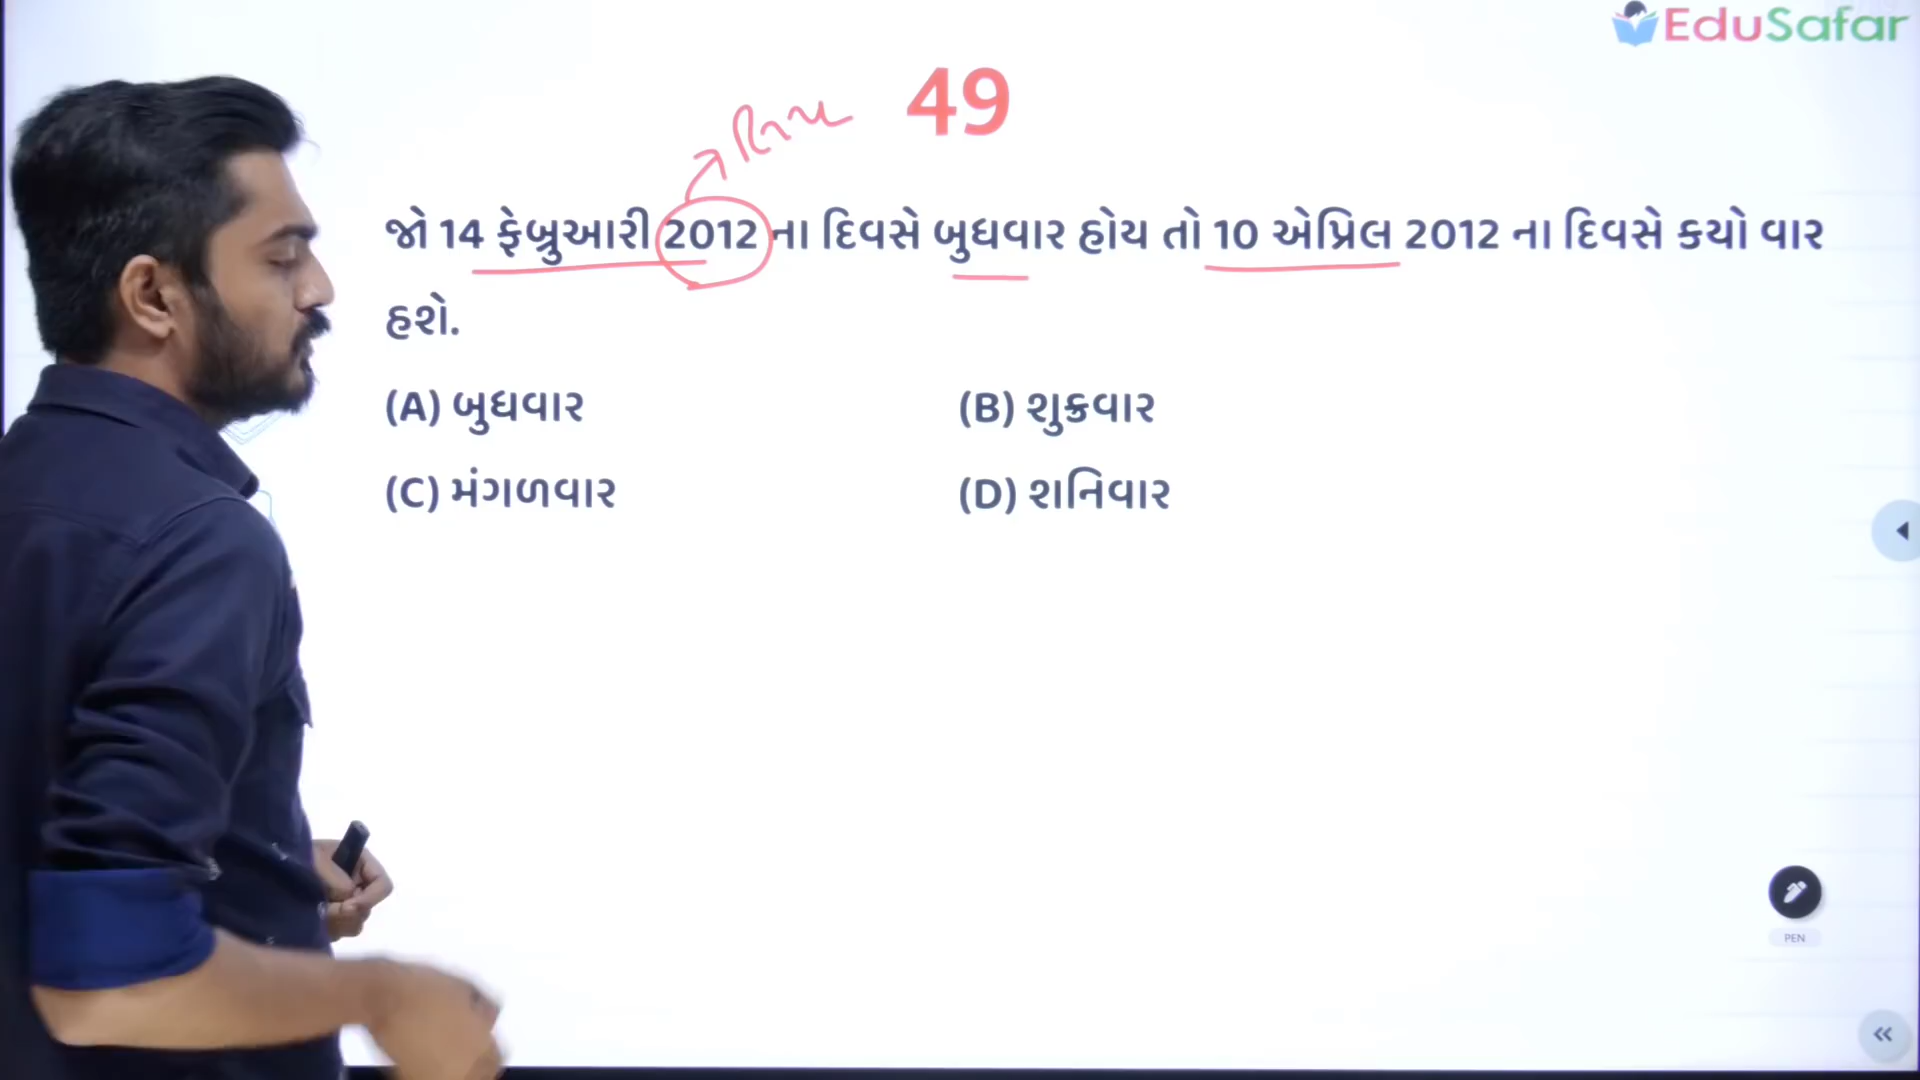 EduSafar
49
જો 14 ફેબ્રુઆરી 2012 ના દિવસે બુધવાર હોય તો 10 એપ્રિલ 2012 ના દિવસે કયો વાર
હશે.
(A) બુધવાર (B) શુક્રવાર
(C) મંગળવાર (D) શનિવાર
PEN